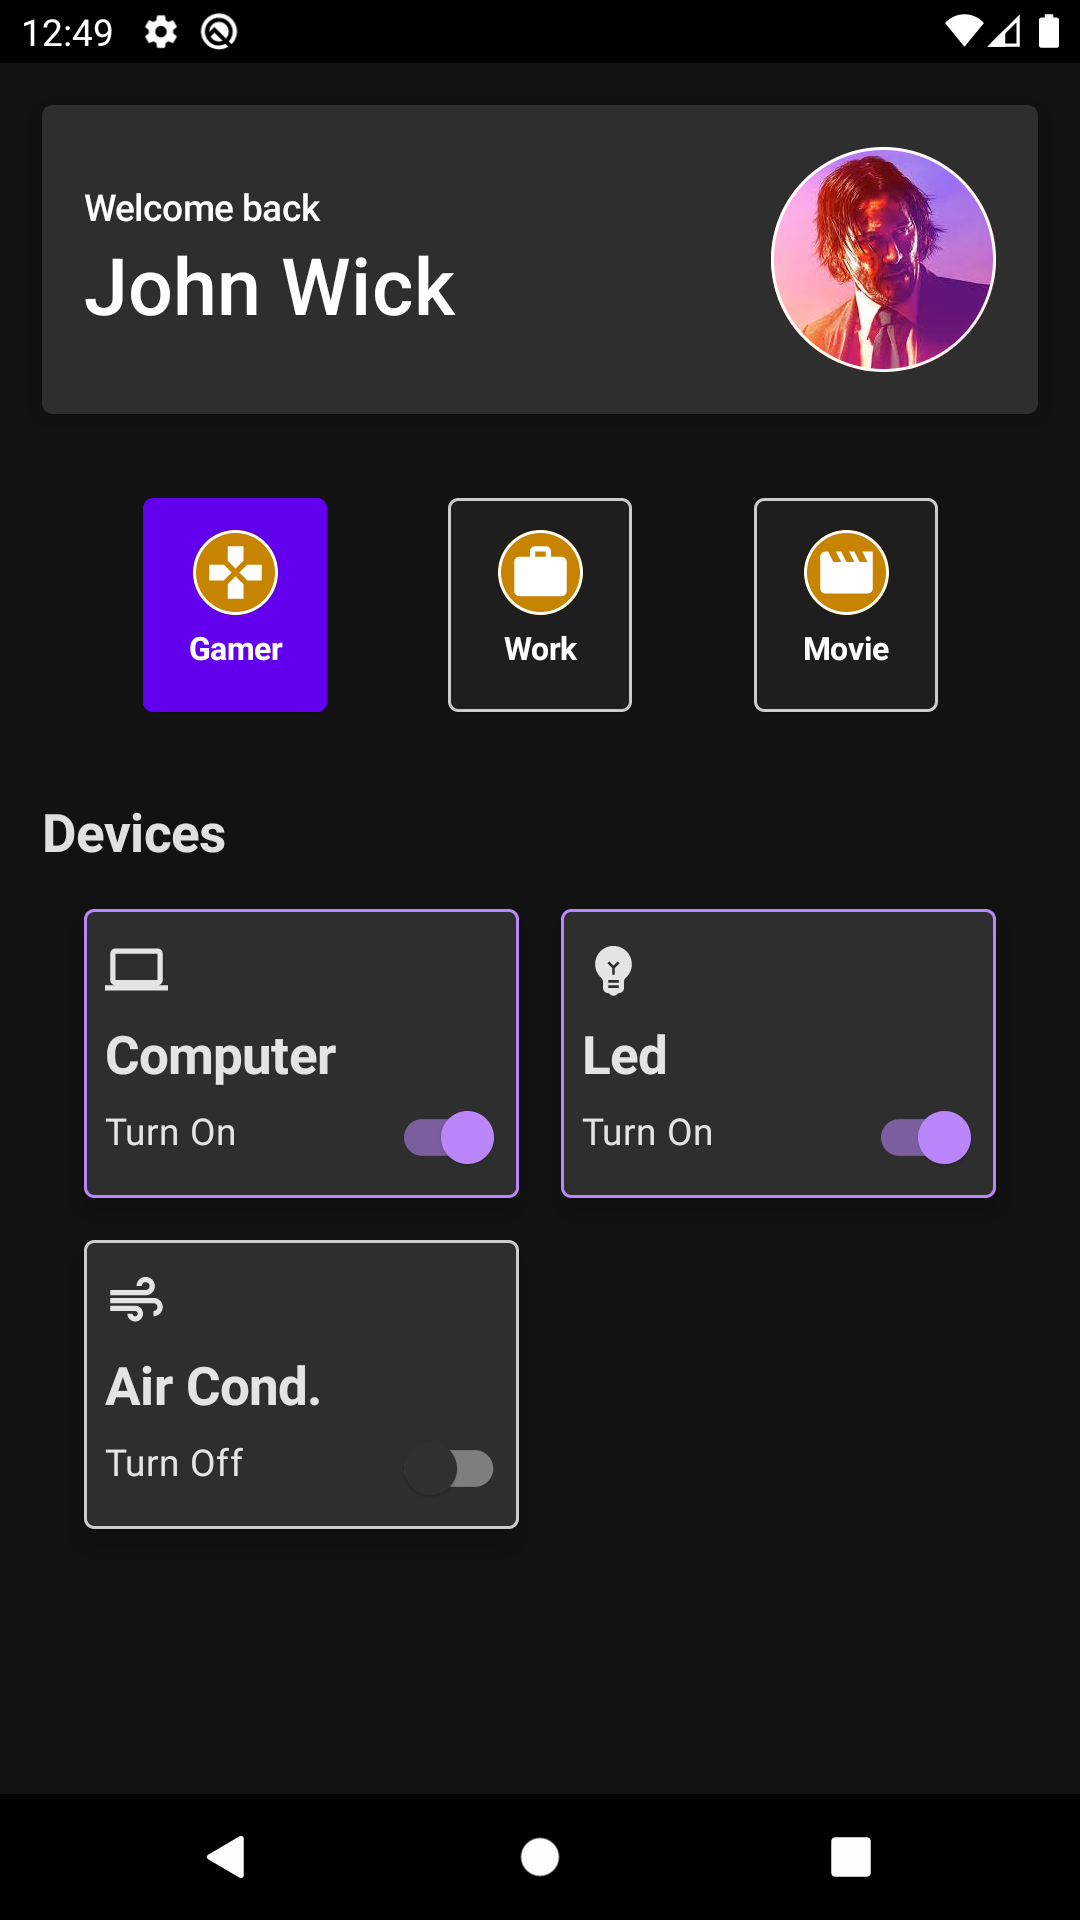 12:49
Welcome back
John Wick
Gamer
Work
Movie
Devices
Computer
Turn On
Led
Turn On
Air Cond.
Turn Off